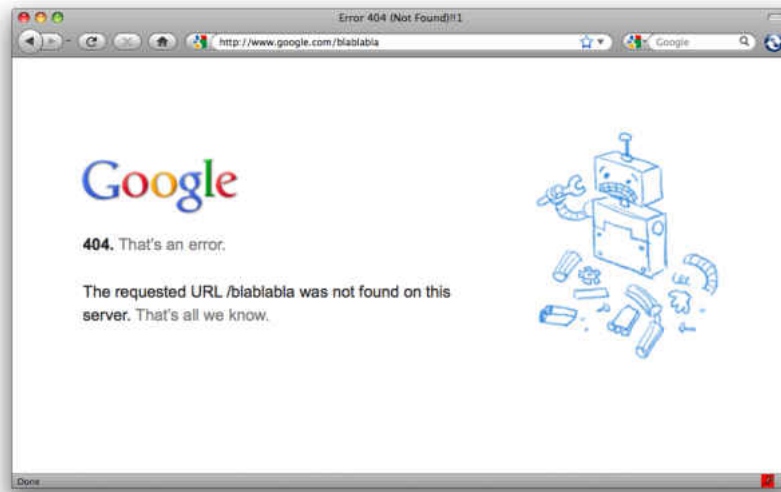 Error 404 (Not Found)!!1
http://www.google.com/blablabla
Google
Google
404. That's an error.
The requested URL /blablabla was not found on this
server. That's all we know.
Done